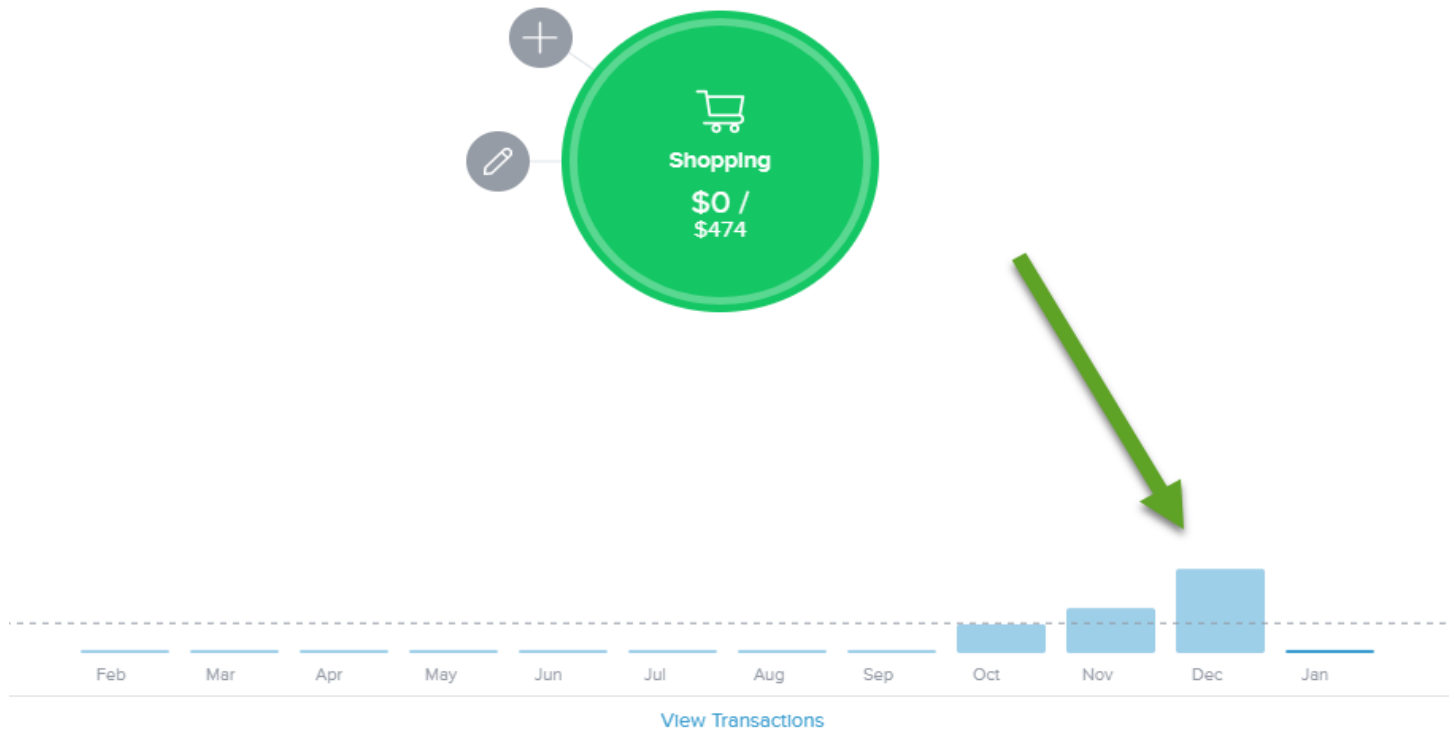 Shopping
$0 /
$474
Feb Mar Apr May Jun Jul Aug Sep Oct Nov Dec Jan
View Transactions